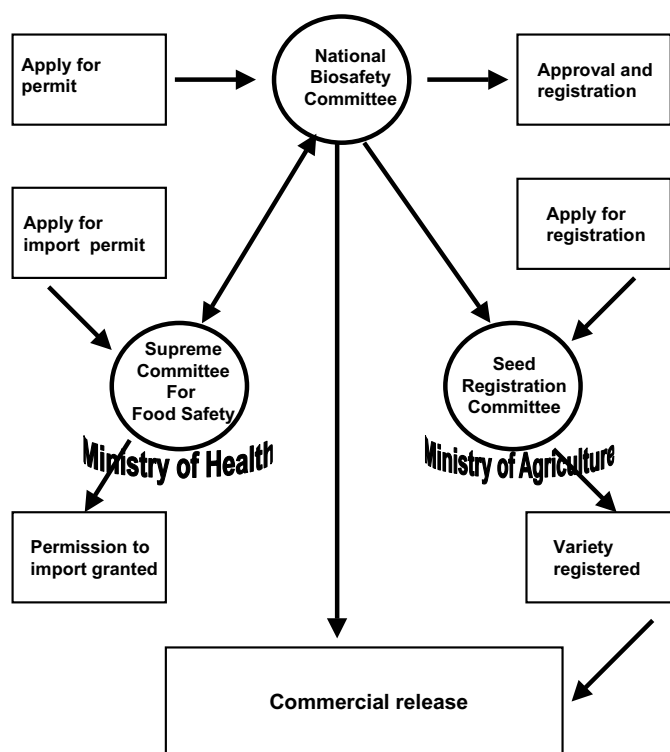 Apply for
permit
National
Biosafety
Committee
Approval and
registration
Apply for
import permit
Apply for
registration
Supreme
Committee
For
Food Safety
Seed
Registration
Committee
Ministry of Health
Ministry of Agriculture
Permission to
import granted
Variety
registered
Commercial release